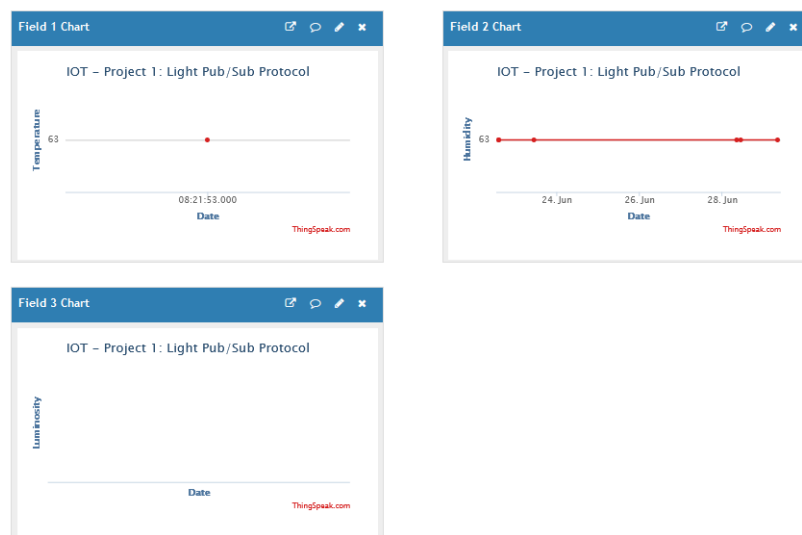 Field 1 Chart
IOT – Project 1: Light Pub/Sub Protocol
Temperature
63
08:21:53.000
Date
ThingSpeak.com
Field 2 Chart
IOT – Project 1: Light Pub/Sub Protocol
Humidity
63
24. Jun
26. Jun
28. Jun
Date
ThingSpeak.com
Field 3 Chart
IOT – Project 1: Light Pub/Sub Protocol
Luminosity
Date
ThingSpeak.com